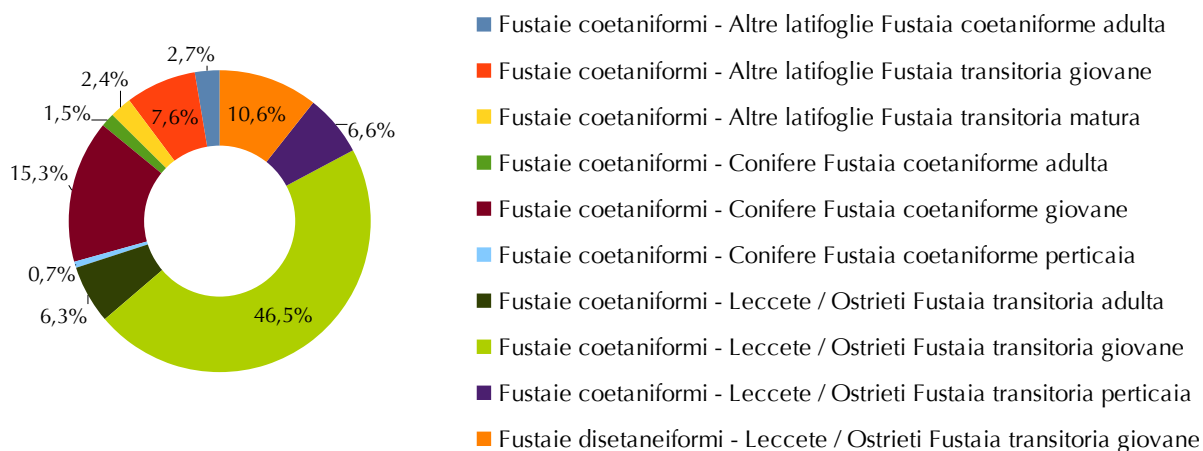 2,7%
2,4%
1,5%
7,6%
10,6%
6,6%
15,3%
0,7%
6,3%
46,5%
Fustaie coetaniformi - Altre latifoglie Fustaia coetaniforme adulta
Fustaie coetaniformi - Altre latifoglie Fustaia transitoria giovane
Fustaie coetaniformi - Altre latifoglie Fustaia transitoria matura
Fustaie coetaniformi - Conifere Fustaia coetaniforme adulta
Fustaie coetaniformi - Conifere Fustaia coetaniforme giovane
Fustaie coetaniformi - Conifere Fustaia coetaniforme perticaia
Fustaie coetaniformi - Leccete / Ostrieti Fustaia transitoria adulta
Fustaie coetaniformi - Leccete / Ostrieti Fustaia transitoria giovane
Fustaie coetaniformi - Leccete / Ostrieti Fustaia transitoria perticaia
Fustaie disetaneiformi - Leccete / Ostrieti Fustaia transitoria giovane